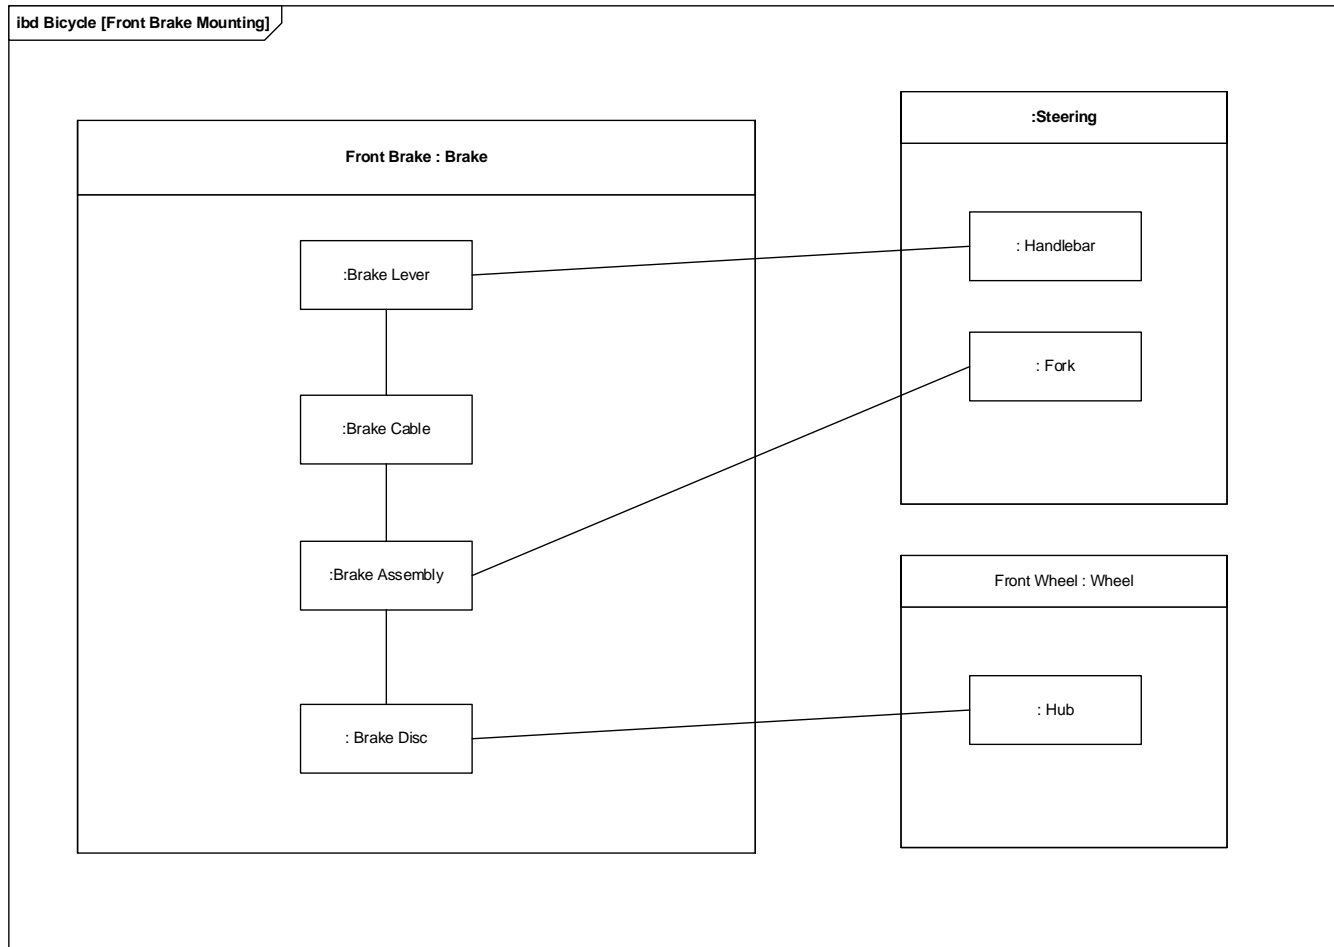 ibd Bicycle [Front Brake Mounting]
Front Brake : Brake
:Brake Lever
:Brake Cable
:Brake Assembly
: Brake Disc
:Steering
: Handlebar
: Fork
Front Wheel : Wheel
: Hub